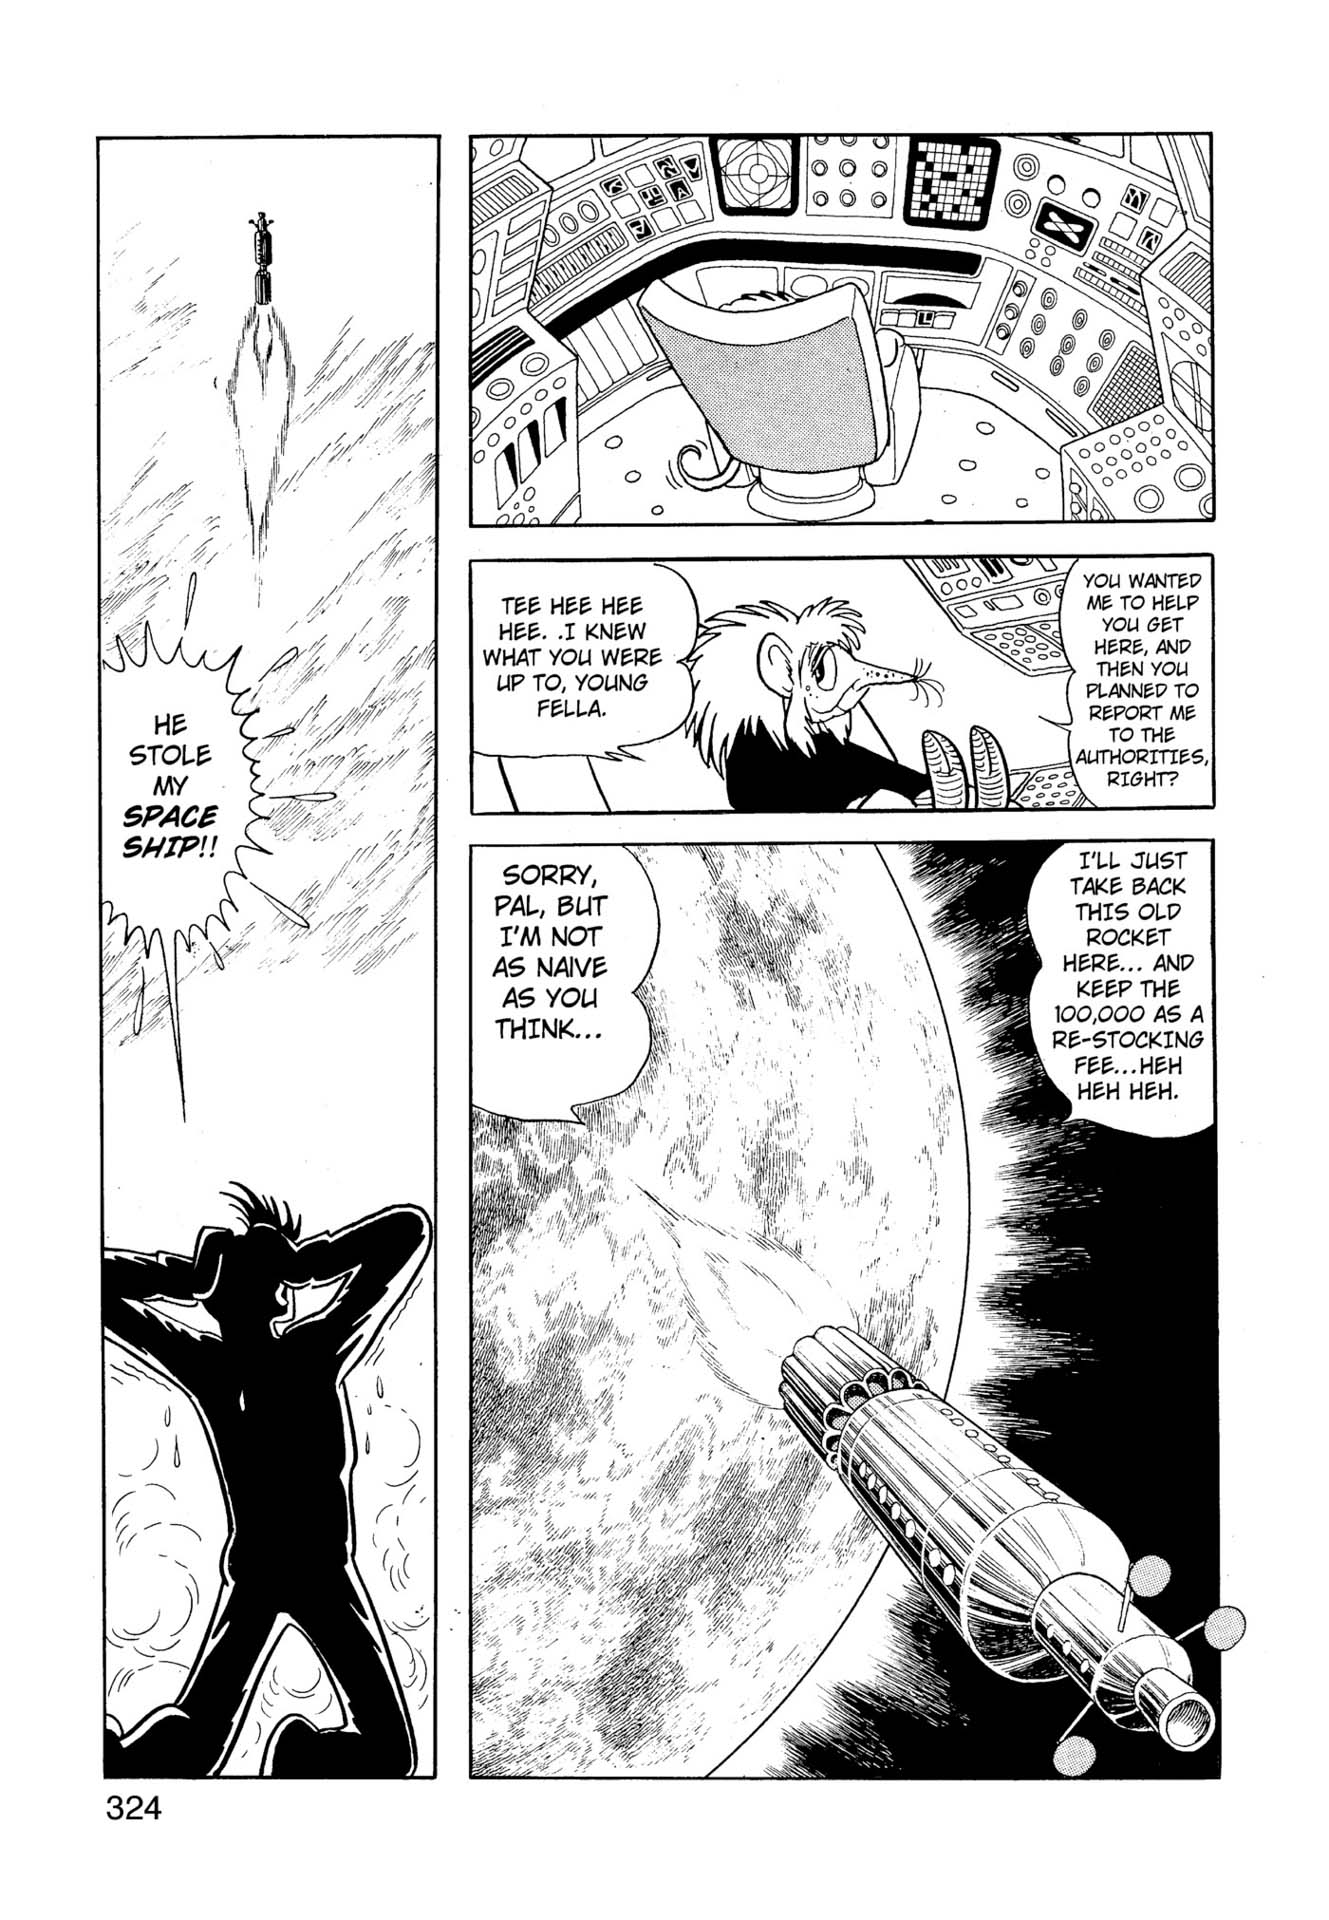 YOU WANTED
ME TO HELP
YOU GET
HERE, AND
THEN YOU
PLANNED TO
REPORT ME
TO THE
AUTHORITIES,
RIGHT?
TEE HEE HEE
HEE. .I KNEW
WHAT YOU WERE
UP TO, YOUNG
FELLA.
I'LL JUST
TAKE BACK
THIS OLD
ROCKET
HERE... AND
KEEP THE
100,000 AS A
RE-STOCKING
FEE...HEH
HEH HEH.
SORRY,
PAL, BUT
I'M NOT
AS NAIVE
AS YOU
THINK...
HE
STOLE
MY
SPACE
SHIP!!
324